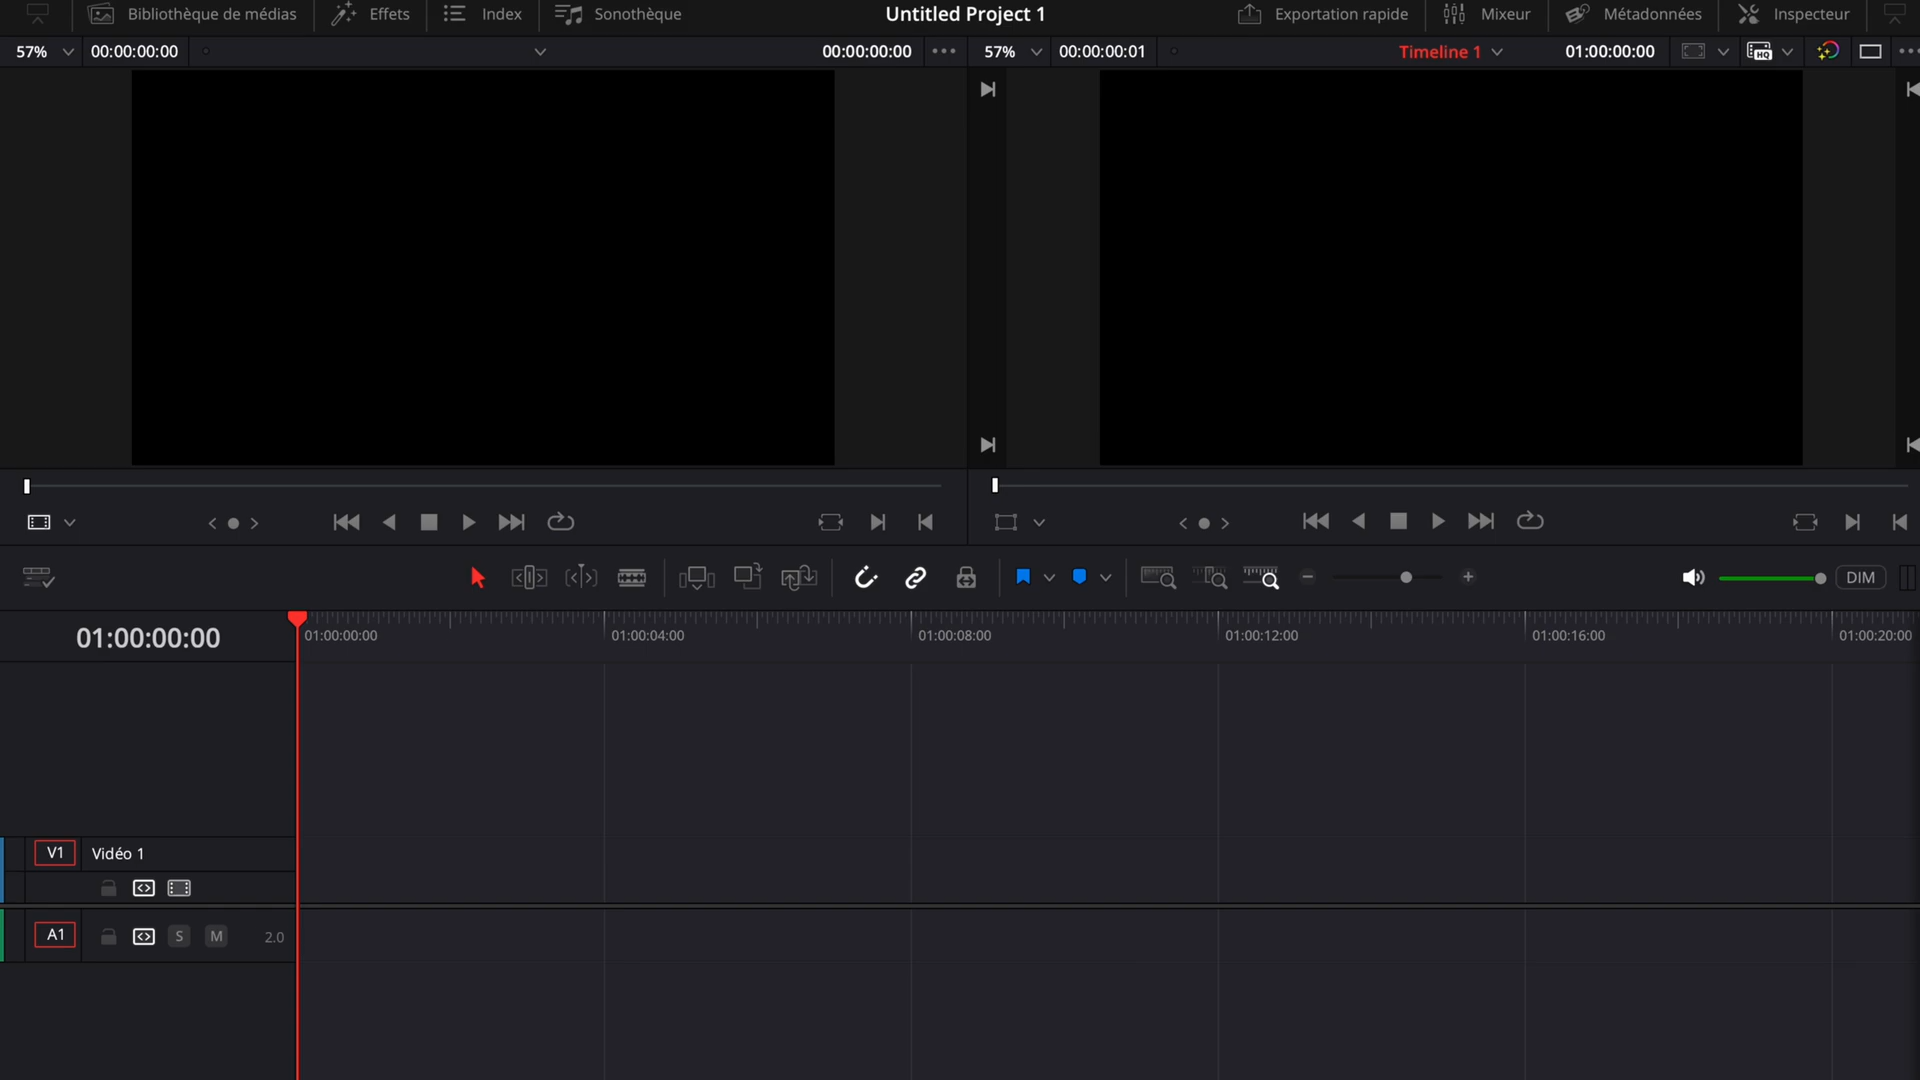 Bibliothèque de médias Effets Index Sonothèque Untitled Project 1 Exportation rapide Mixeur Métadonnées Inspecteur
57% 00:00:00:00 00:00:00:00 57% 00:00:00:01 Timeline 1 01:00:00:00 HQ
DIM
01:00:00:00 01:00:00:00 01:00:04:00 01:00:08:00 01:00:12:00 01:00:16:00 01:00:20:00
V1 Vidéo 1
A1 S M 2.0